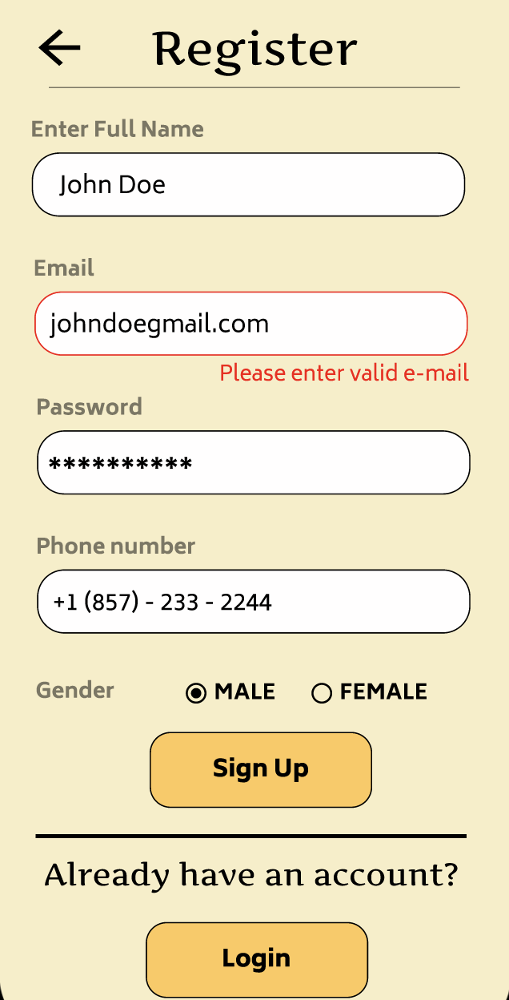 Register
Enter Full Name
John Doe
Email
johndoegmail.com
Please enter valid e-mail
Password
**********
Phone number
+1 (857) - 233 - 2244
Gender MALE FEMALE
Sign Up
Already have an account?
Login